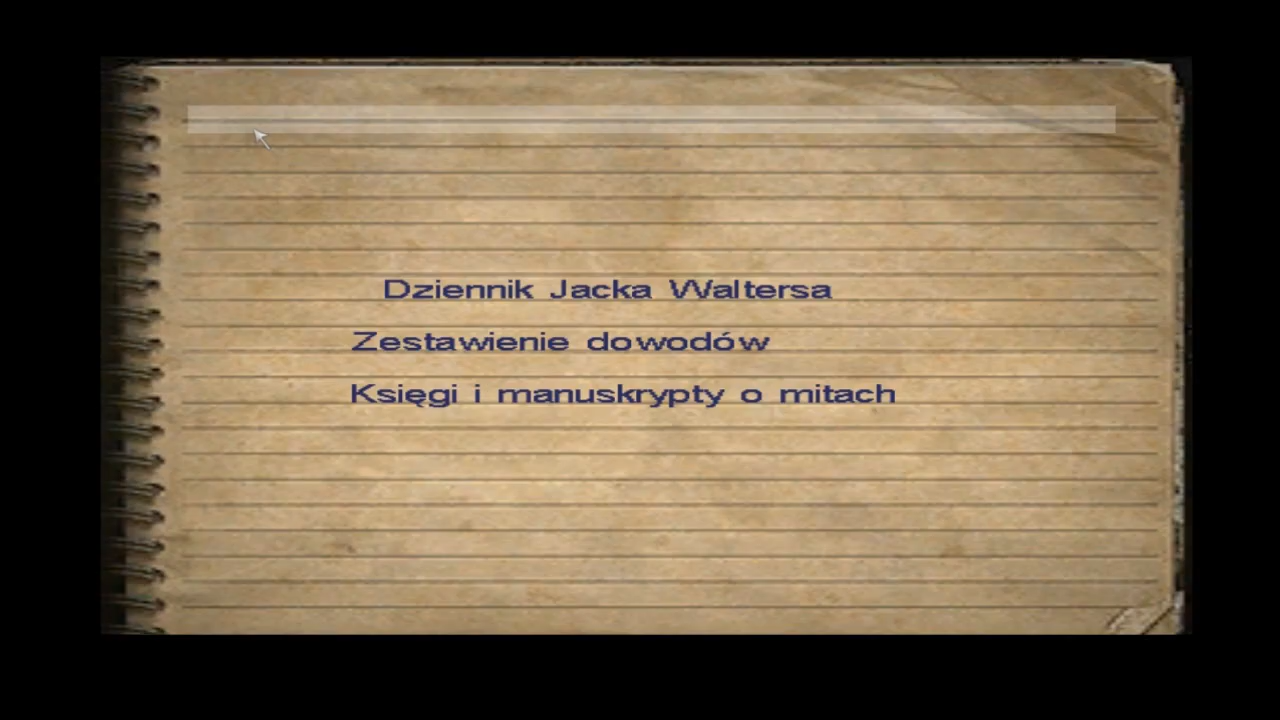 Dziennik Jacka Waltersa
Zestawienie dowodów
Księgi i manuskrypty o mitach